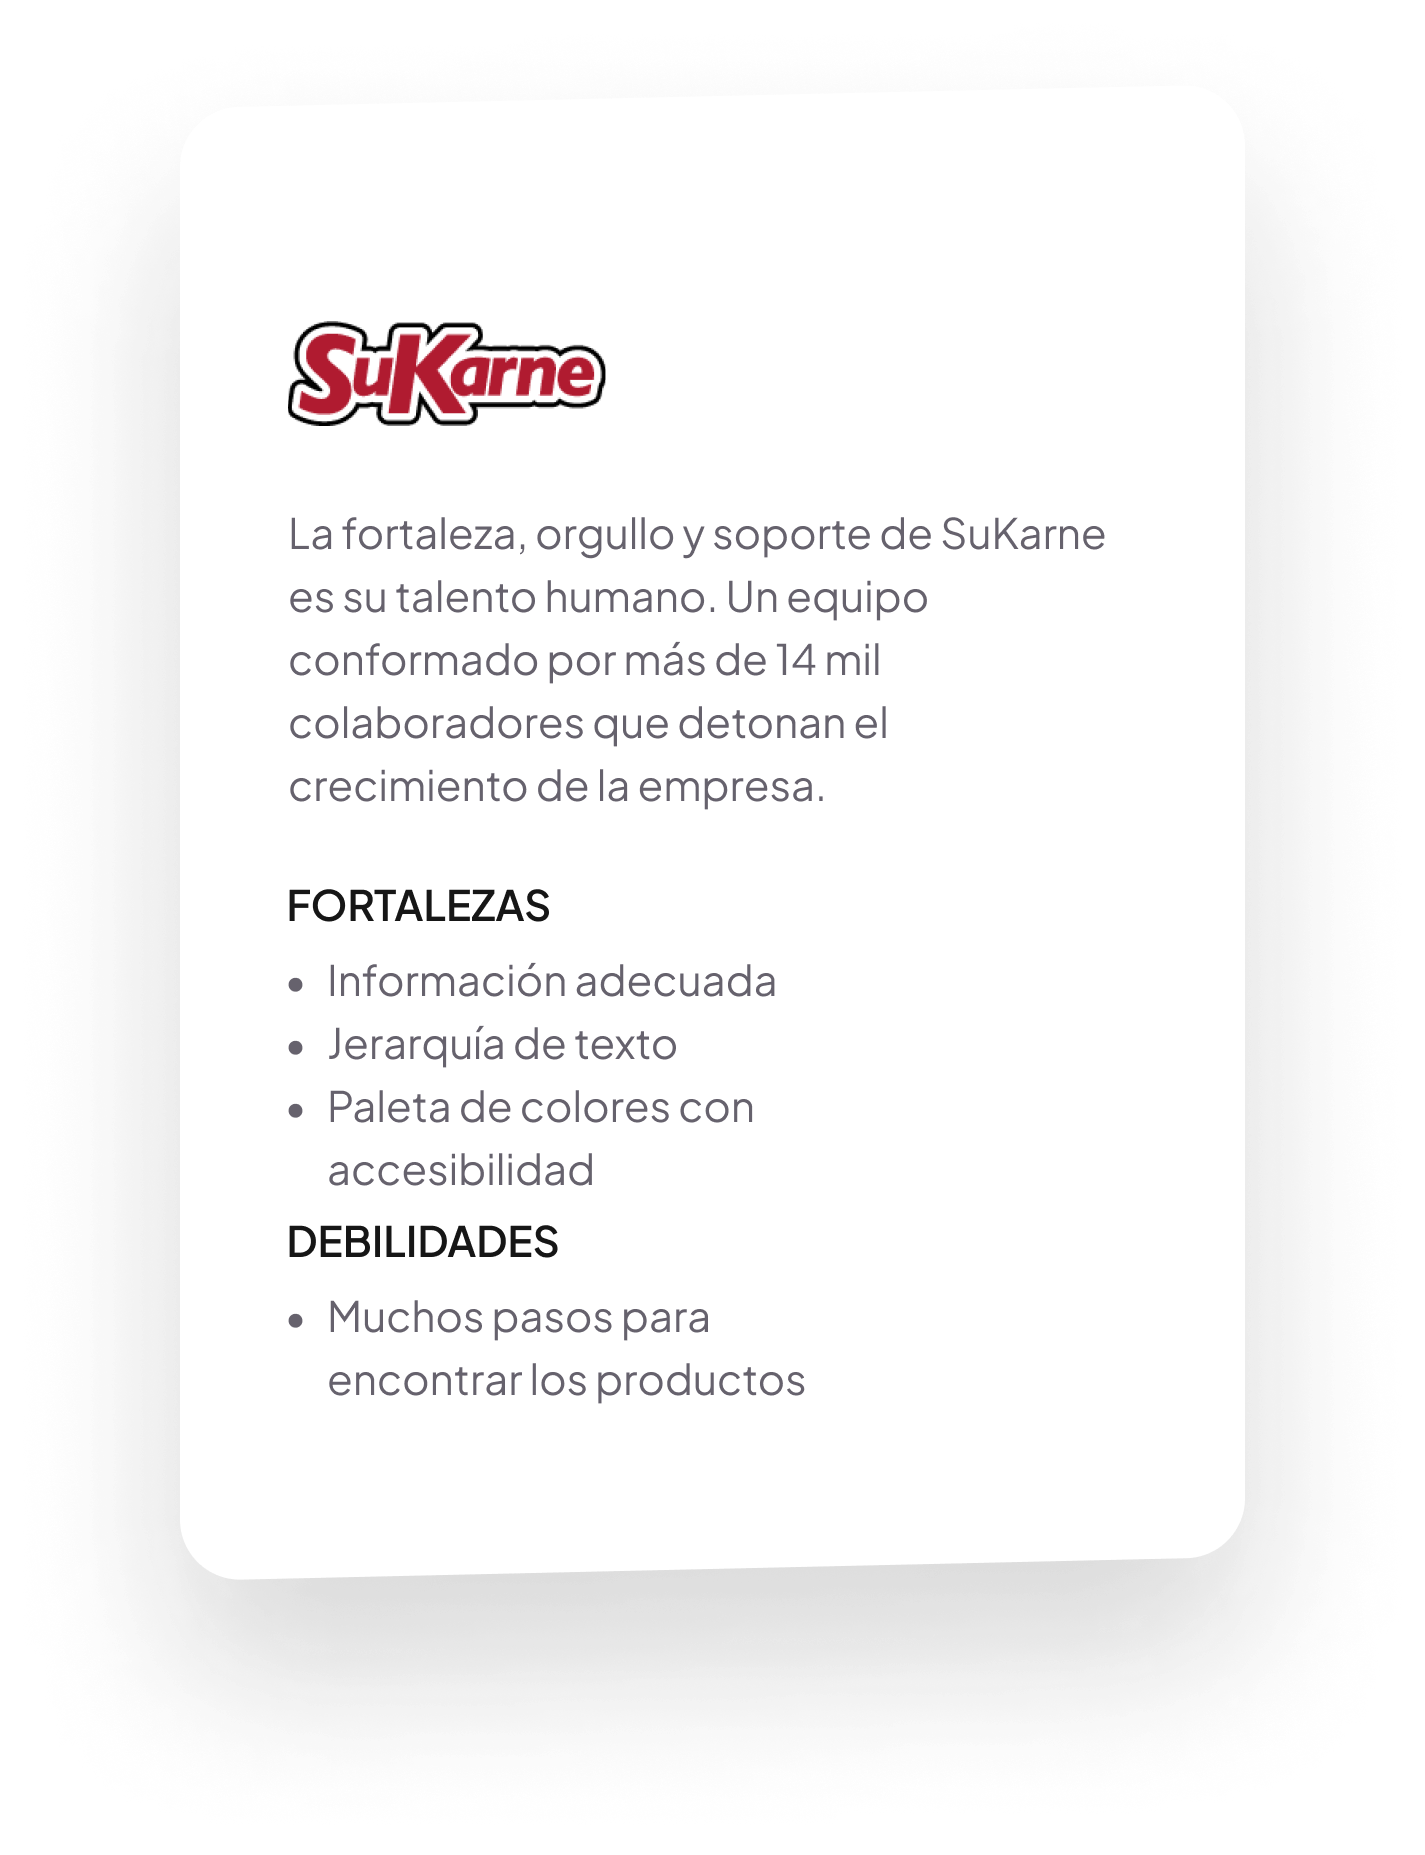 SuKarne
La fortaleza, orgullo y soporte de SuKarne
es su talento humano. Un equipo
conformado por más de 14 mil
colaboradores que detonan el
crecimiento de la empresa.
FORTALEZAS
• Información adecuada
• Jerarquía de texto
• Paleta de colores con
accesibilidad
DEBILIDADES
• Muchos pasos para
encontrar los productos